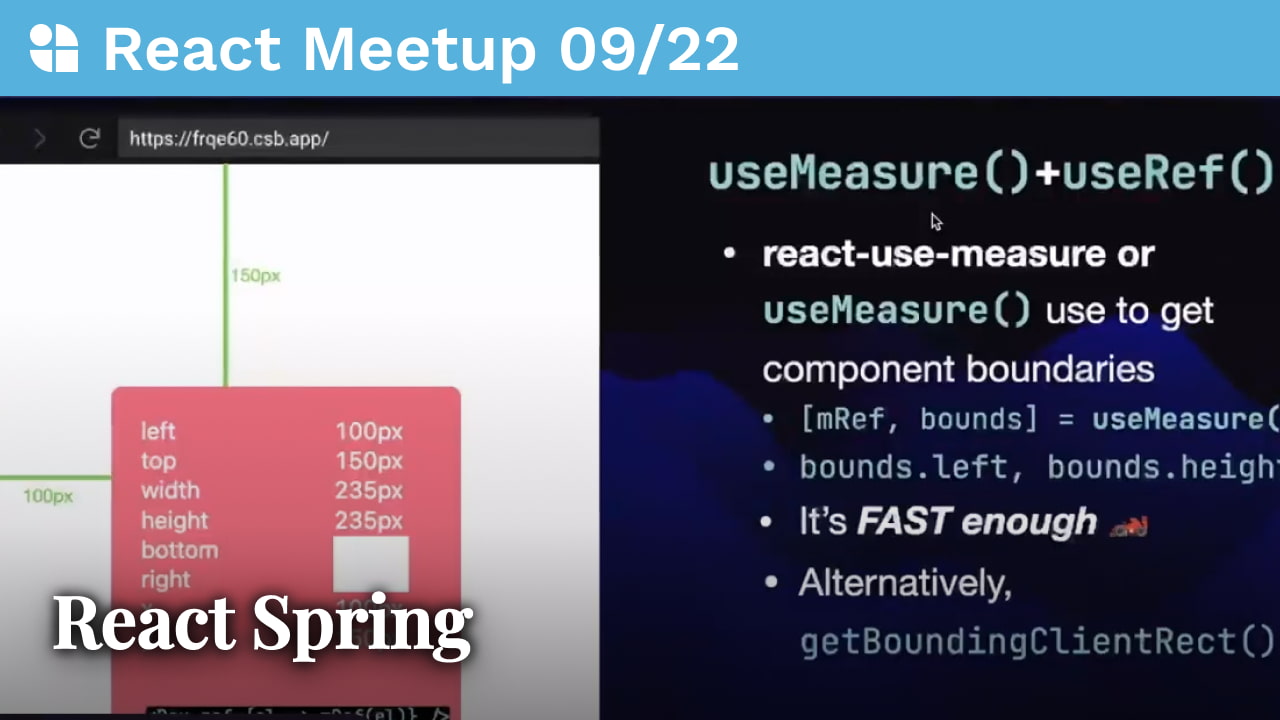 React Meetup 09/22
https://frqe60.csb.app/
150px
100px
left 100px
top 150px
width 235px
height 235px
bottom
right
React Spring
useMeasure()+useRef()
• react-use-measure or
useMeasure() use to get
component boundaries
• [mRef, bounds] = useMeasure(
• bounds.left, bounds.heigh
• It's FAST enough 🏎️
• Alternatively,
getBoundingClientRect()